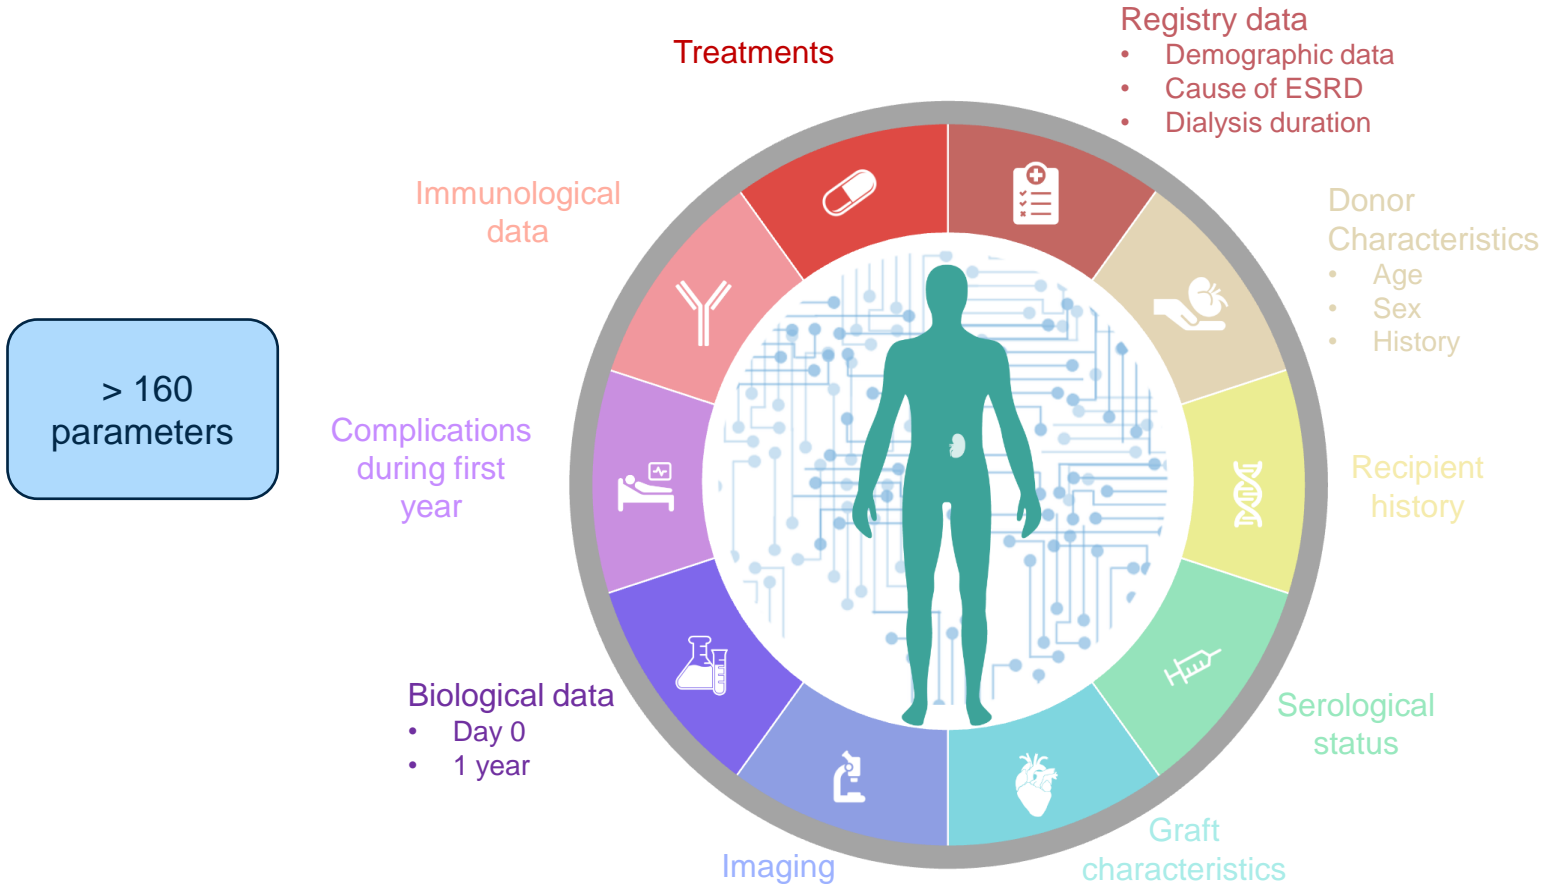 Treatments
Registry data
• Demographic data
• Cause of ESRD
• Dialysis duration
Immunological
data
Donor
Characteristics
• Age
• Sex
• History
> 160
parameters
Complications
during first
year
Recipient
history
Biological data
• Day 0
• 1 year
Serological
status
Imaging
Graft
characteristics